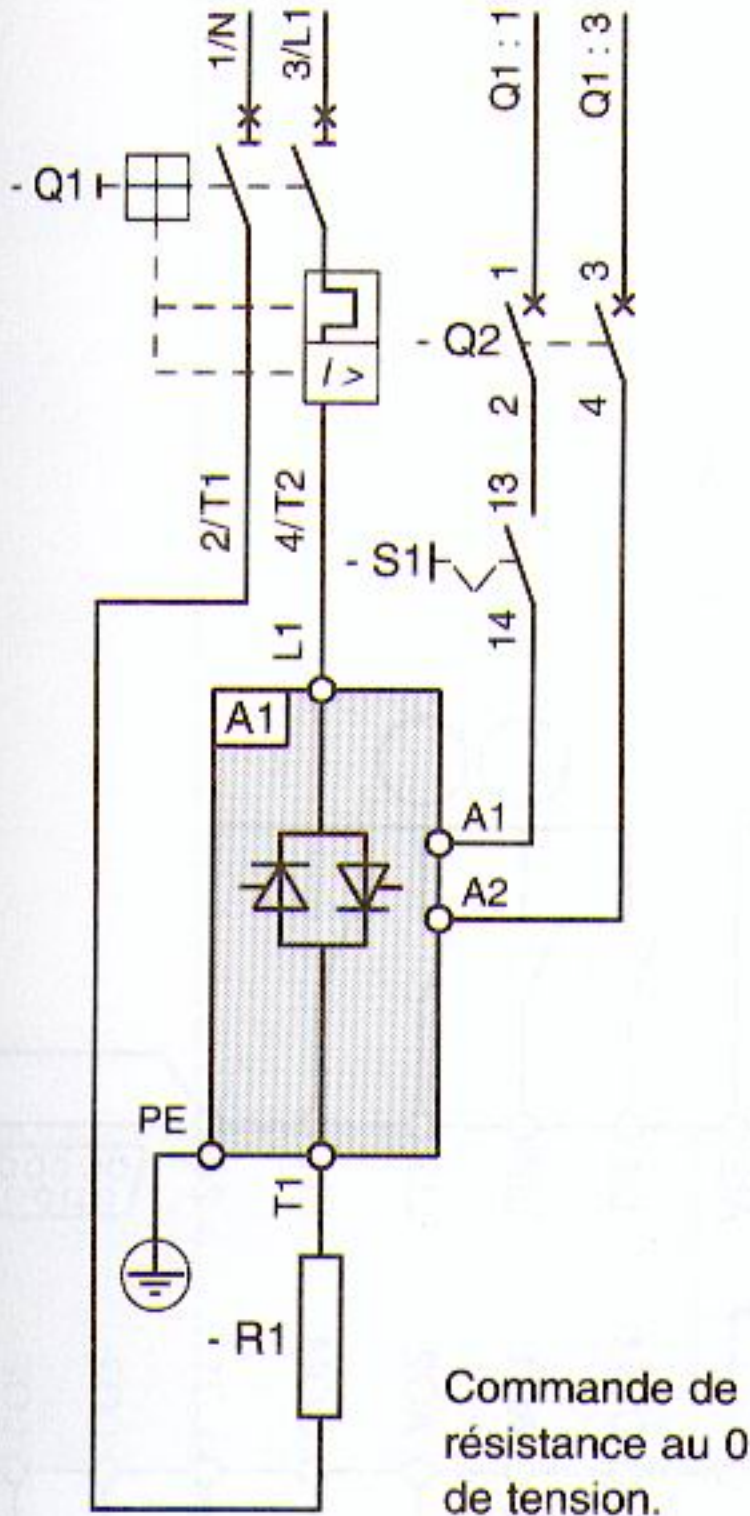 1/N
3/L1
Q1 : 1
Q1 : 3
- Q1
1
3
- Q2
I >
2
4
2/T1
4/T2
13
- S1
14
L1
A1
A1
A2
PE
T1
- R1
Commande de
résistance au 0
de tension.